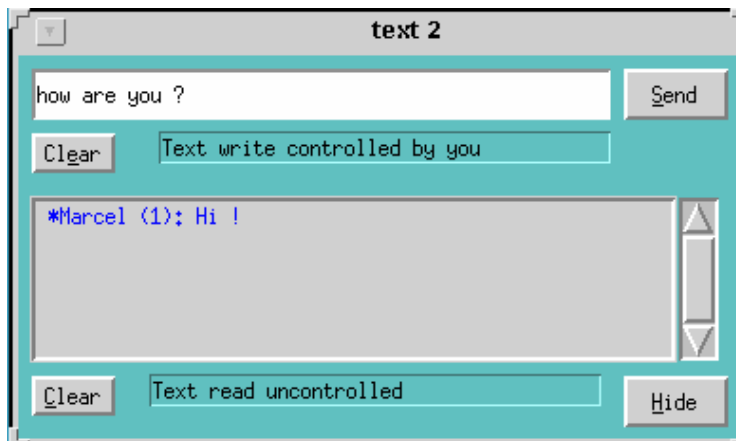 text 2
how are you ?
Send
Clear
Text write controlled by you
*Marcel (1): Hi !
Clear
Text read uncontrolled
Hide